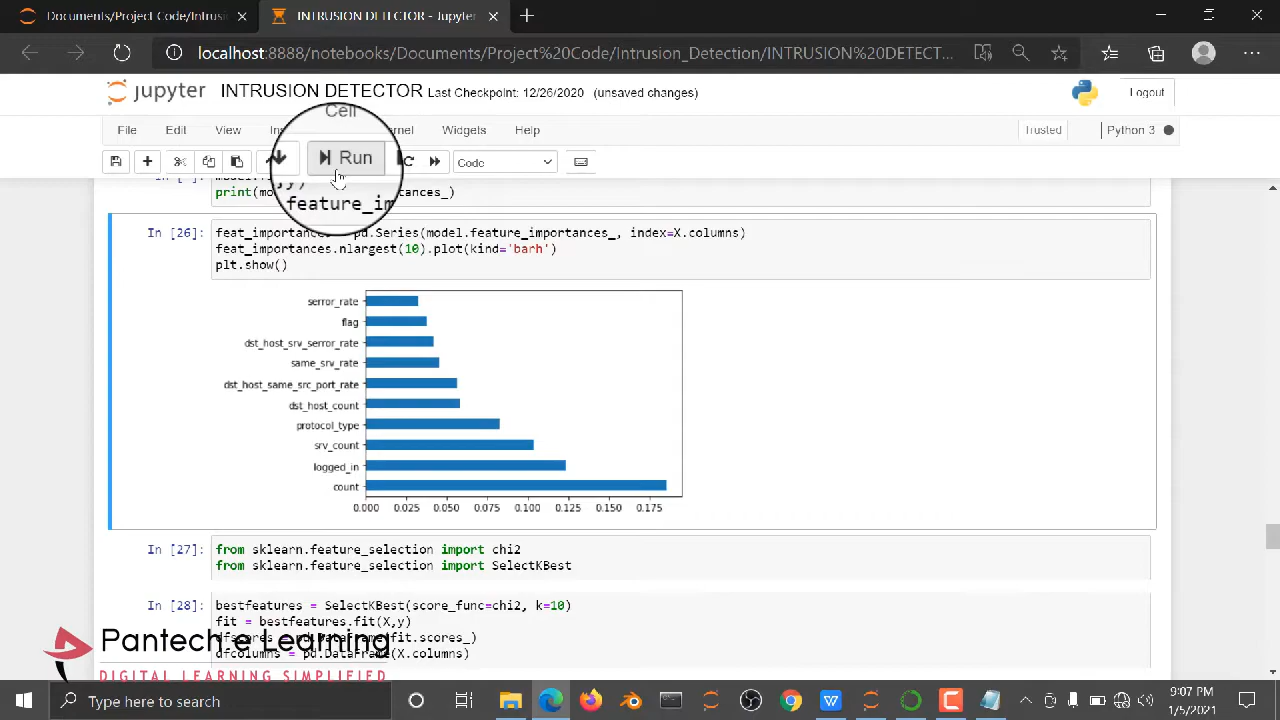 Documents/Project Code/Intrusi
INTRUSION DETECTOR - Jupyter
localhost:8888/notebooks/Documents/Project%20Code/Intrusion_Detection/INTRUSION%20DETECT...
jupyter INTRUSION DETECTOR Last Checkpoint: 12/26/2020 (unsaved changes)
Logout
Cell
File Edit View Ins rnel Widgets Help
Trusted Python 3
Run
Code
print(mo tances_)
feature_im
In [26]: feat_importances = pd.Series(model.feature_importances_, index=X.columns)
feat_importances.nlargest(10).plot(kind='barh')
plt.show()
serror_rate
flag
dst_host_srv_serror_rate
same_srv_rate
dst_host_same_src_port_rate
dst_host_count
protocol_type
srv_count
logged_in
count
0.000 0.025 0.050 0.075 0.100 0.125 0.150 0.175
In [27]: from sklearn.feature_selection import chi2
from sklearn.feature_selection import SelectKBest
In [28]: bestfeatures = SelectKBest(score_func=chi2, k=10)
fit = bestfeatures.fit(X,y)
dfscores = pd.DataFrame(fit.scores_)
dfcolumns = pd.DataFrame(X.columns)
Pantech e Learning
DIGITAL LEARNING SIMPLIFIED
Type here to search
9:07 PM
1/5/2021